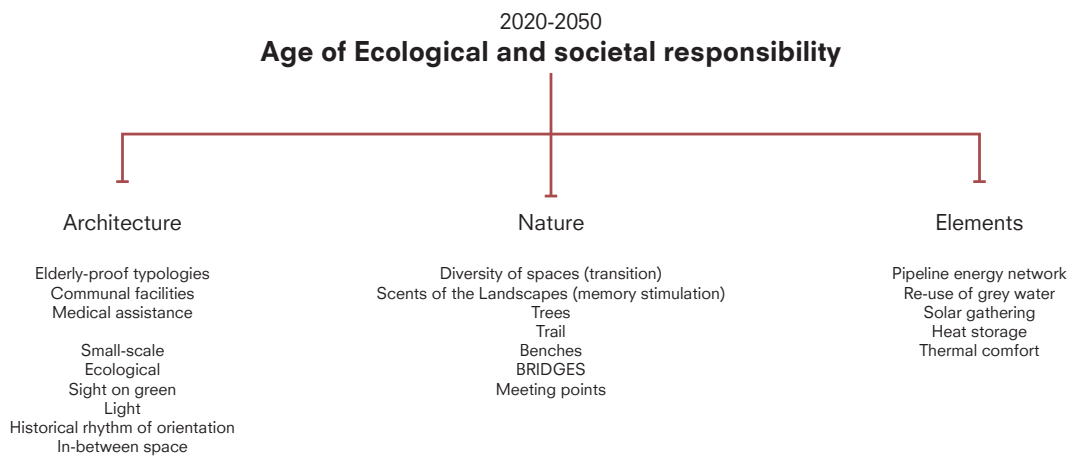 2020-2050
Age of Ecological and societal responsibility
Architecture
Elderly-proof typologies
Communal facilities
Medical assistance
Small-scale
Ecological
Sight on green
Light
Historical rhythm of orientation
In-between space
Nature
Diversity of spaces (transition)
Scents of the Landscapes (memory stimulation)
Trees
Trail
Benches
BRIDGES
Meeting points
Elements
Pipeline energy network
Re-use of grey water
Solar gathering
Heat storage
Thermal comfort